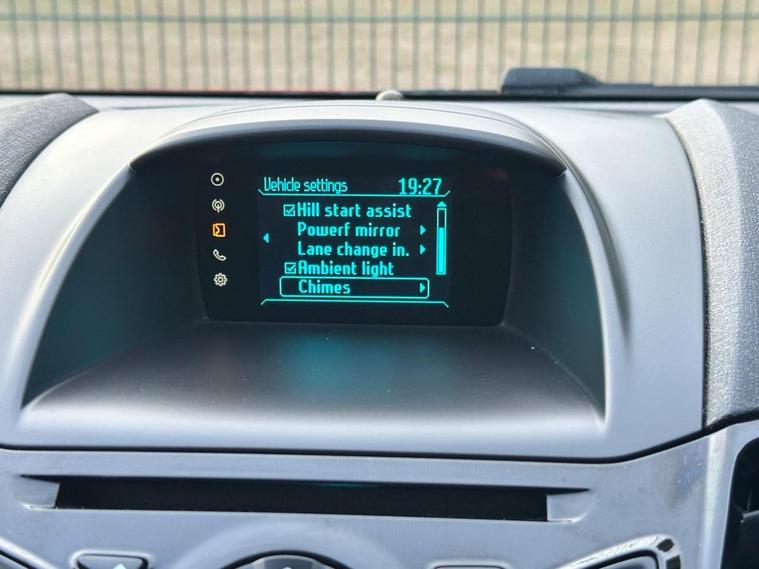 Vehicle settings 19:27
Hill start assist
Powerf mirror
Lane change in.
Ambient light
Chimes